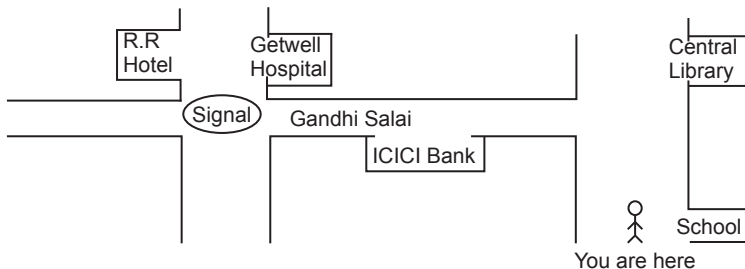 R.R
Hotel
Getwell
Hospital
Central
Library
Signal
Gandhi Salai
ICICI Bank
School
You are here